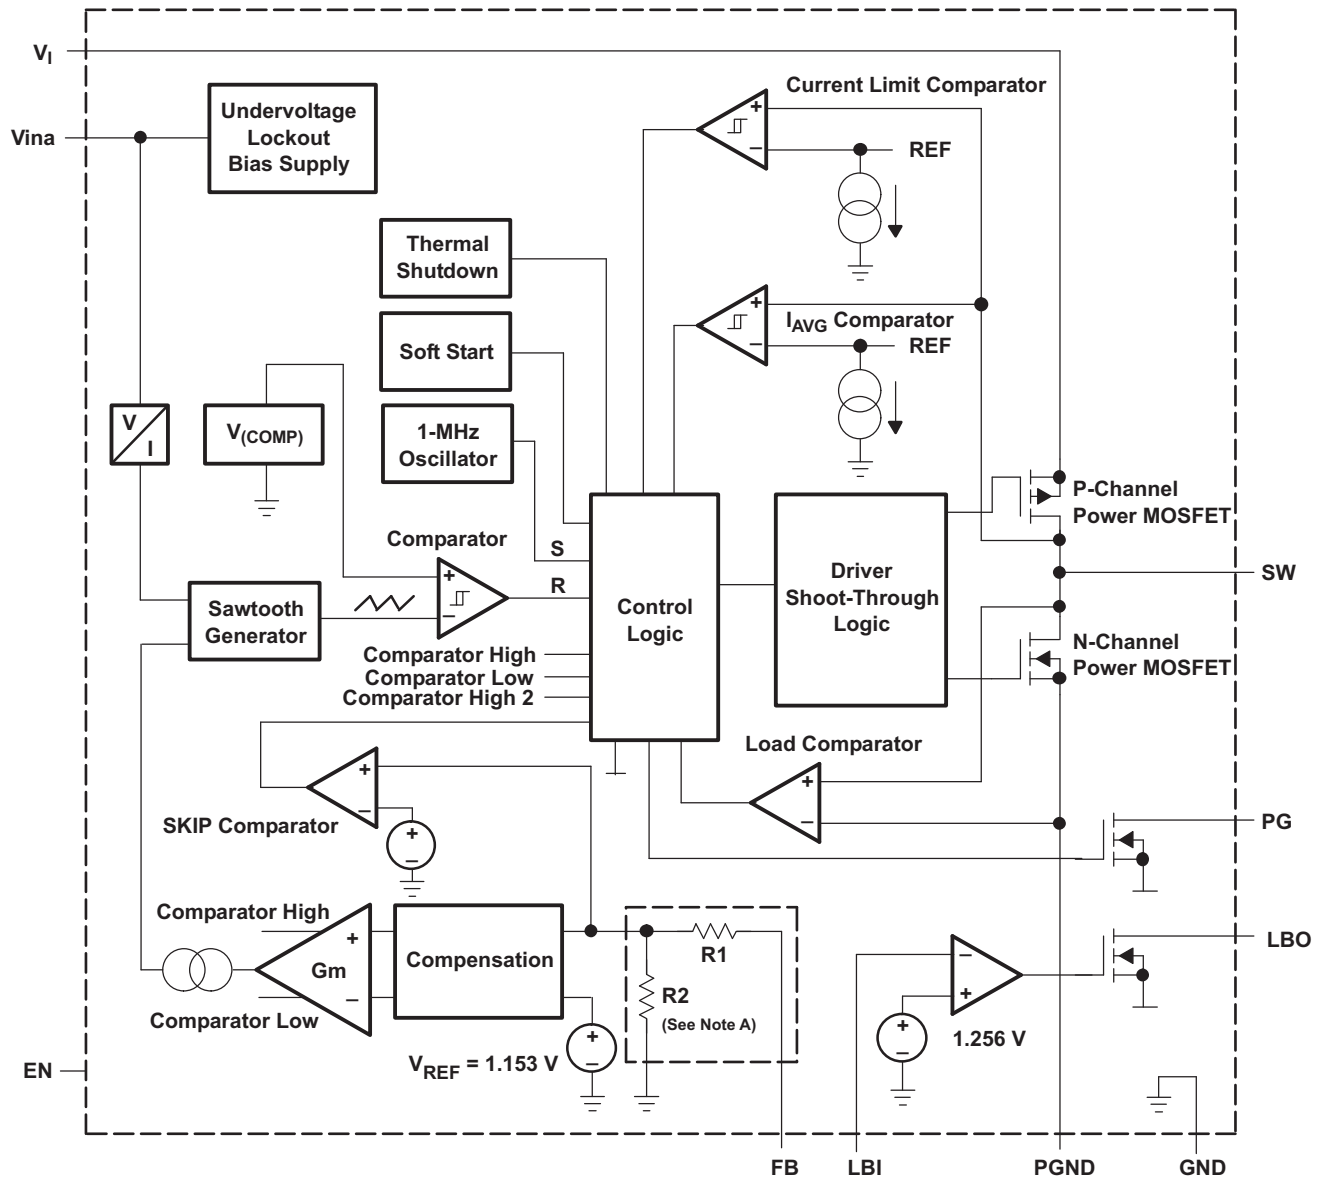 VI
Vina
Undervoltage
Lockout
Bias Supply
Current Limit Comparator
+
−
REF
Thermal
Shutdown
+
−
IAVG Comparator
REF
Soft Start
V
I
V(COMP)
1-MHz
Oscillator
P-Channel
Power MOSFET
Comparator
+
−
S
R
Control
Logic
Driver
Shoot-Through
Logic
SW
Sawtooth
Generator
N-Channel
Power MOSFET
Comparator High
Comparator Low
Comparator High 2
Load Comparator
+
−
+
−
SKIP Comparator
+
−
PG
Comparator High
+
Gm
−
Comparator Low
Compensation
R1
R2
(See Note A)
VREF = 1.153 V
+
−
−
+
+
−
1.256 V
LBO
EN
FB
LBI
PGND
GND